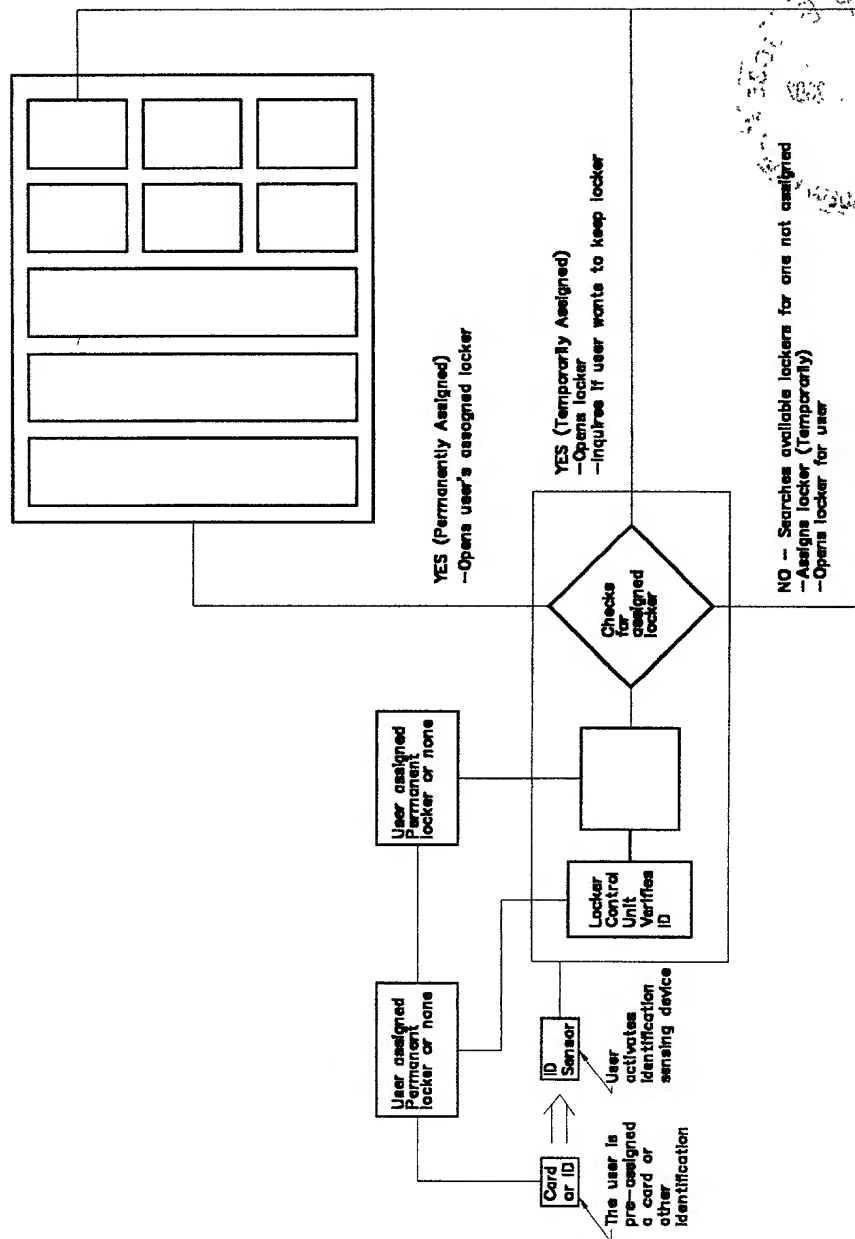 Card
or ID
The user is
pre-assigned
a card or
other
identification
ID
Sensor
User
activates
identification
sensing device
User assigned
Permanent
locker or none
User assigned
Permanent
locker or none
Locker
Control
Unit
Verifies
ID
Checks
for
assigned
locker
YES (Permanently Assigned)
-Opens user's assogned locker
YES (Temporarily Assigned)
-Opens locker
-Inquires if user wants to keep locker
NO - Searches available lockers for one not assigned
-Assigns locker (Temporarily)
-Opens locker for user